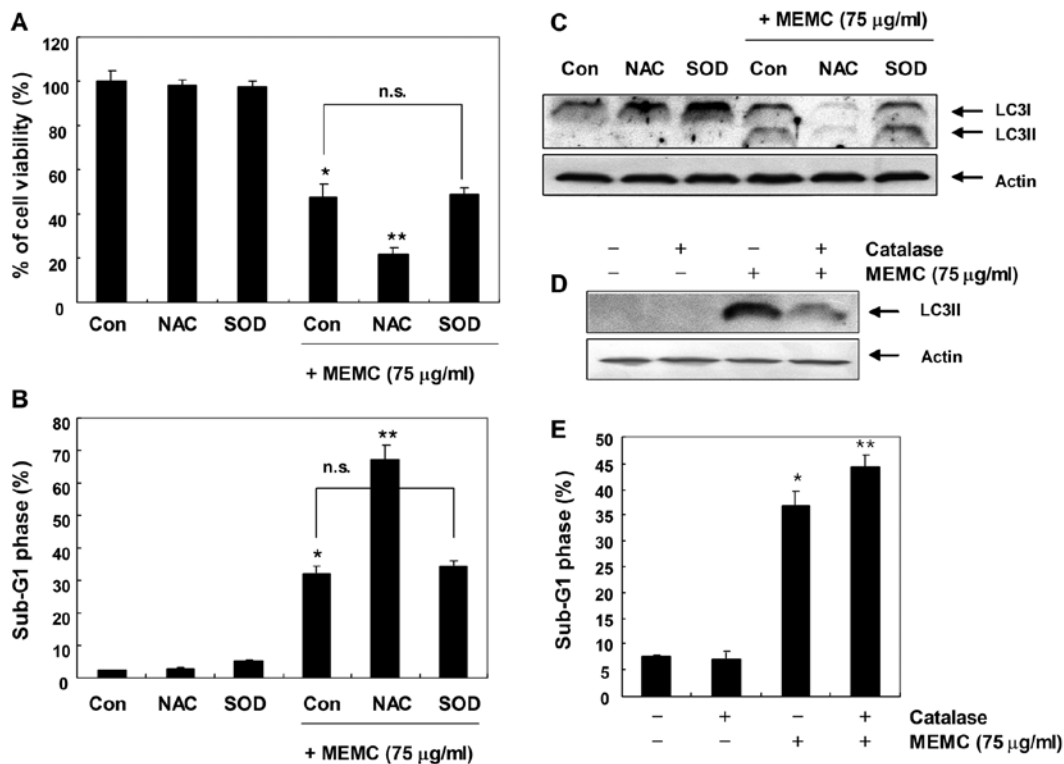 A
% of cell viability (%)
120
100
80
60
40
20
0
n.s.
*
**
Con NAC SOD Con NAC SOD
+ MEMC (75 µg/ml)
B
Sub-G1 phase (%)
80
70
60
50
40
30
20
10
0
n.s.
*
**
Con NAC SOD Con NAC SOD
+ MEMC (75 µg/ml)
C
+ MEMC (75 µg/ml)
Con NAC SOD Con NAC SOD
LC3I
LC3II
Actin
D
– + – + Catalase
– – + + MEMC (75 µg/ml)
LC3II
Actin
E
Sub-G1 phase (%)
50
45
40
35
30
25
20
15
10
5
0
*
**
– + – + Catalase
– – + + MEMC (75 µg/ml)